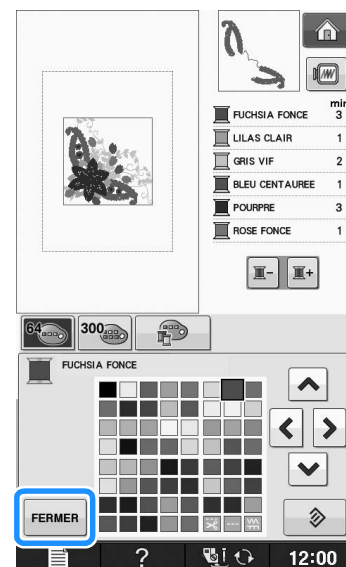 min
FUCHSIA FONCE 3
LILAS CLAIR 1
GRIS VIF 2
BLEU CENTAUREE 1
POURPRE 3
ROSE FONCE 1
- +
64 300
FUCHSIA FONCE
FERMER
? 12:00